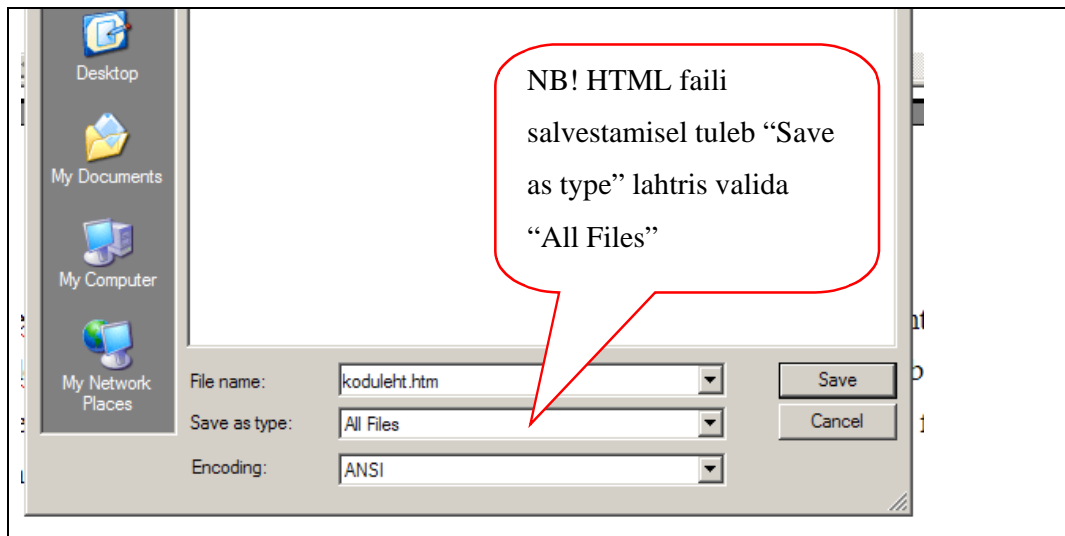 Desktop
My Documents
My Computer
My Network
Places
NB! HTML faili
salvestamisel tuleb “Save
as type” lahtris valida
“All Files”
File name: koduleht.htm Save
Save as type: All Files Cancel
Encoding: ANSI